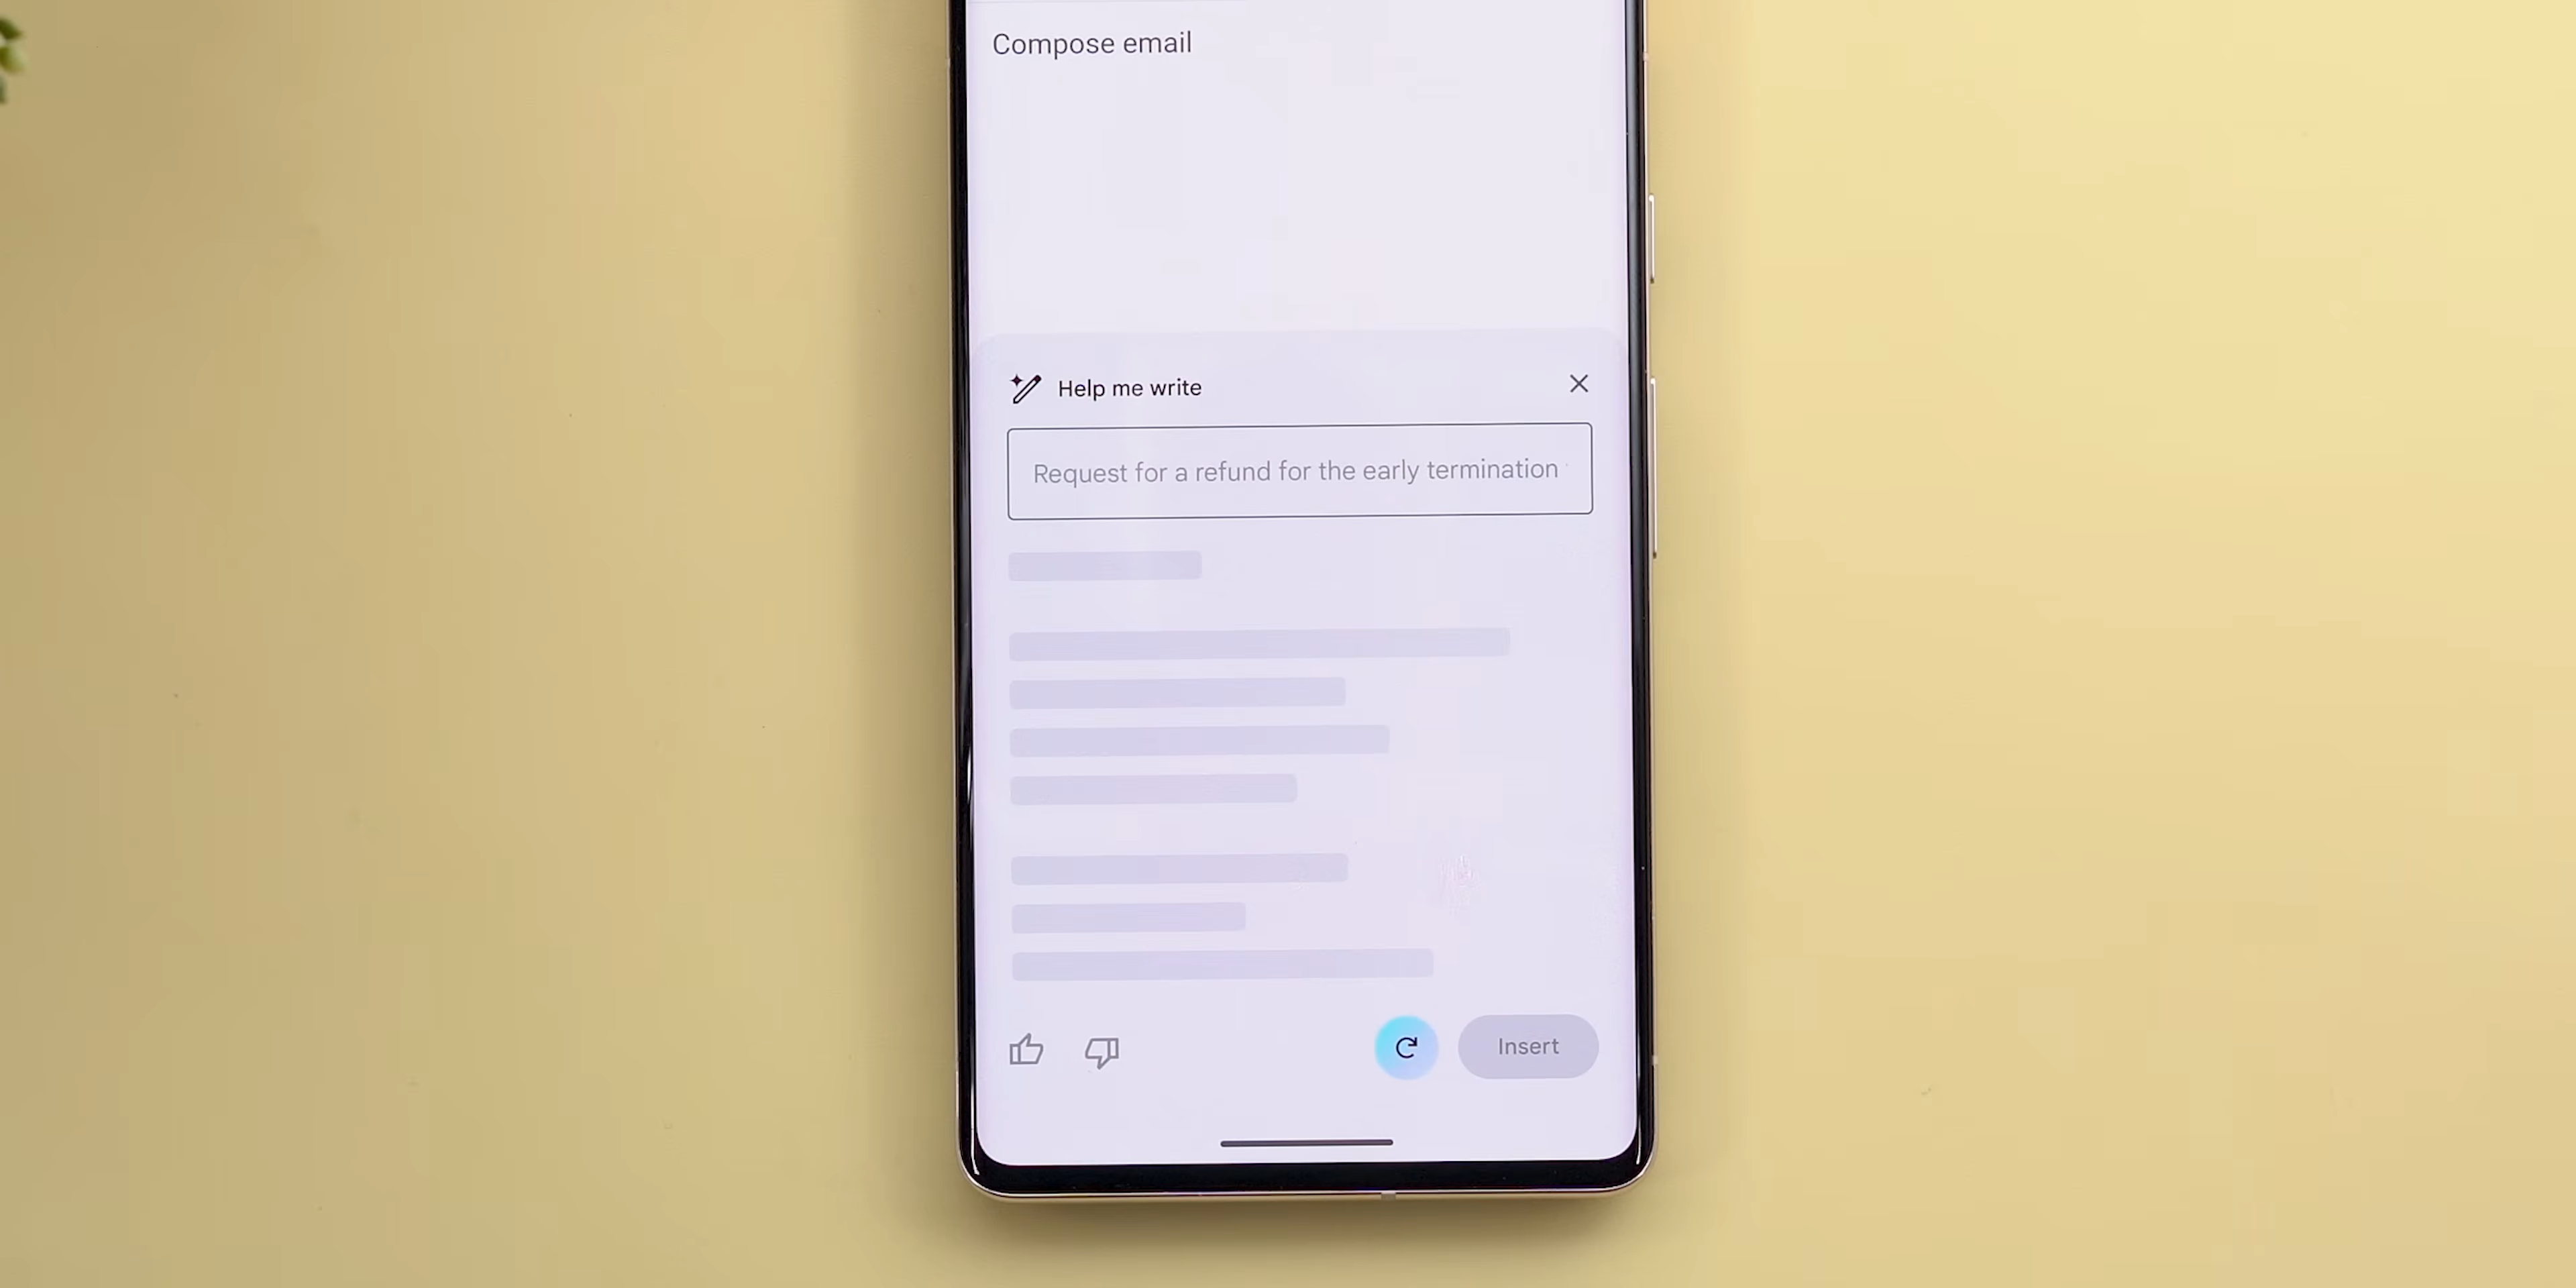 Compose email
Help me write
Request for a refund for the early termination
Insert